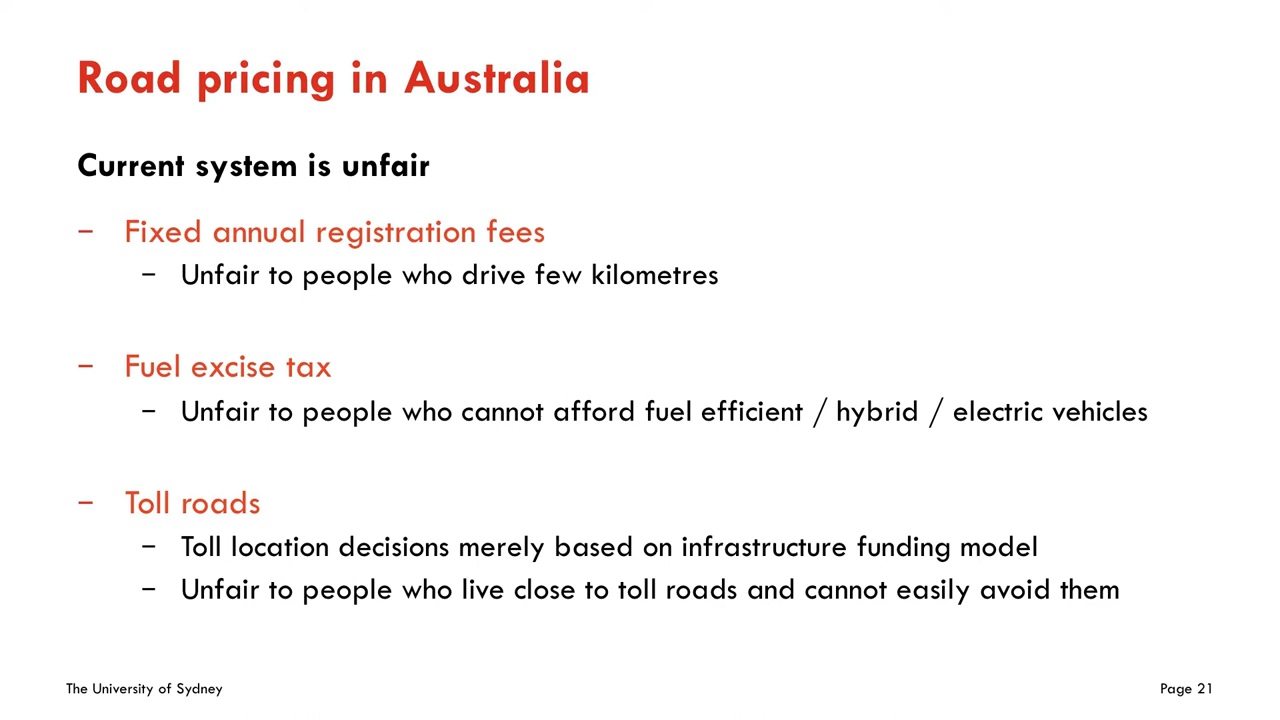 Road pricing in Australia
Current system is unfair
− Fixed annual registration fees
− Unfair to people who drive few kilometres
− Fuel excise tax
− Unfair to people who cannot afford fuel efficient / hybrid / electric vehicles
− Toll roads
− Toll location decisions merely based on infrastructure funding model
− Unfair to people who live close to toll roads and cannot easily avoid them
The University of Sydney
Page 21